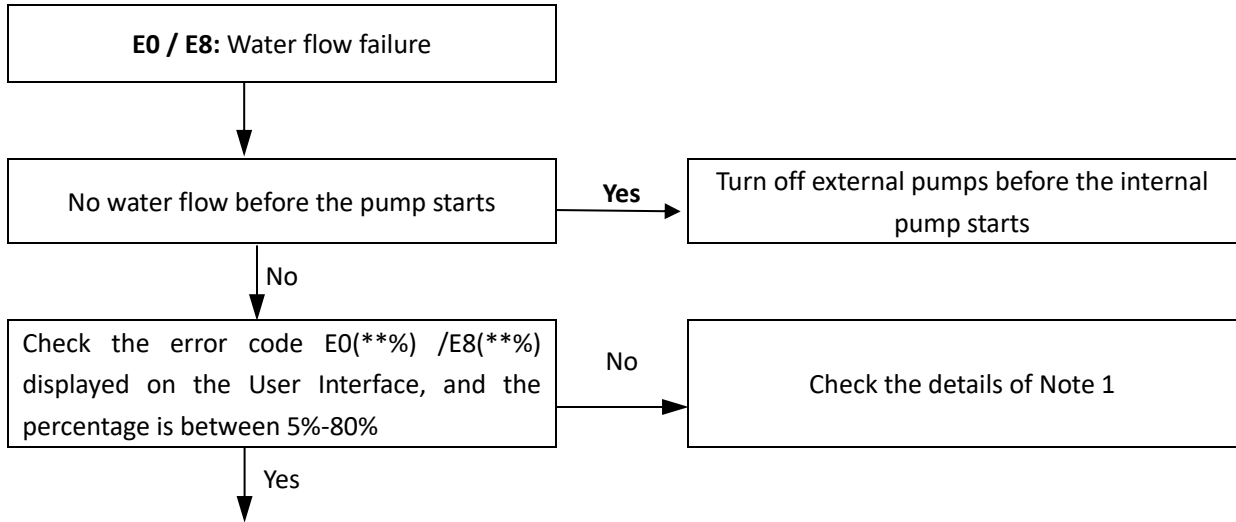 E0 / E8: Water flow failure
No water flow before the pump starts
Yes
Turn off external pumps before the internal
pump starts
No
Check the error code E0(**%) /E8(**%)
displayed on the User Interface, and the
percentage is between 5%-80%
No
Check the details of Note 1
Yes